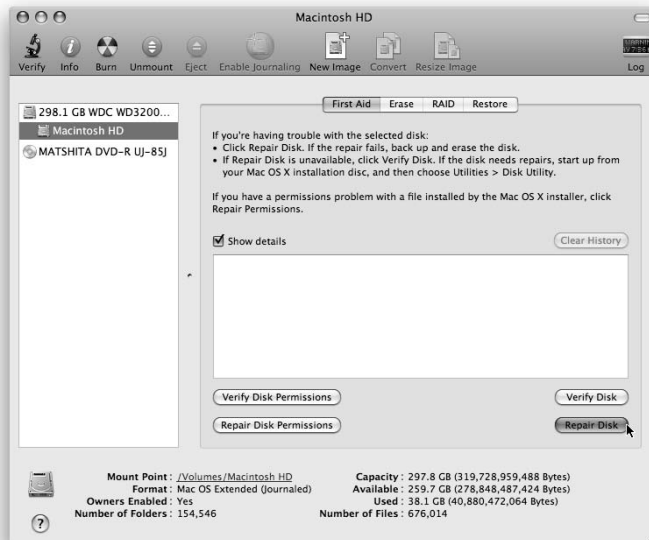 Macintosh HD
Verify Info Burn Unmount Eject Enable Journaling New Image Convert Resize Image Log
298.1 GB WDC WD3200...
Macintosh HD
MATSHITA DVD-R UJ-85J
First Aid Erase RAID Restore
If you're having trouble with the selected disk:
• Click Repair Disk. If the repair fails, back up and erase the disk.
• If Repair Disk is unavailable, click Verify Disk. If the disk needs repairs, start up from
your Mac OS X installation disc, and then choose Utilities > Disk Utility.
If you have a permissions problem with a file installed by the Mac OS X installer, click
Repair Permissions.
Show details
Clear History
Verify Disk Permissions
Verify Disk
Repair Disk Permissions
Repair Disk
Mount Point : /Volumes/Macintosh HD
Format : Mac OS Extended (Journaled)
Owners Enabled : Yes
Number of Folders : 154,546
Capacity : 297.8 GB (319,728,959,488 Bytes)
Available : 259.7 GB (278,848,487,424 Bytes)
Used : 38.1 GB (40,880,472,064 Bytes)
Number of Files : 676,014
?